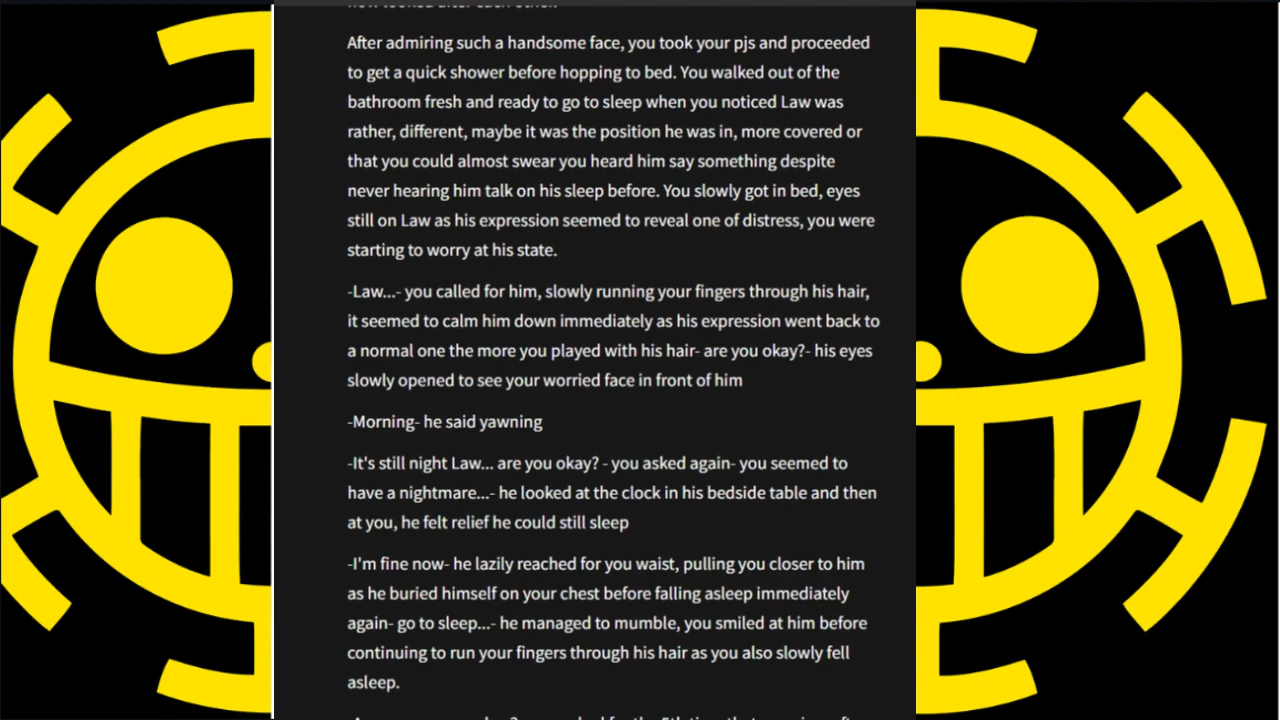 After admiring such a handsome face, you took your pjs and proceeded
to get a quick shower before hopping to bed. You walked out of the
bathroom fresh and ready to go to sleep when you noticed Law was
rather, different, maybe it was the position he was in, more covered or
that you could almost swear you heard him say something despite
never hearing him talk on his sleep before. You slowly got in bed, eyes
still on Law as his expression seemed to reveal one of distress, you were
starting to worry at his state.
-Law...- you called for him, slowly running your fingers through his hair,
it seemed to calm him down immediately as his expression went back to
a normal one the more you played with his hair- are you okay?- his eyes
slowly opened to see your worried face in front of him
-Morning- he said yawning
-It's still night Law... are you okay? - you asked again- you seemed to
have a nightmare...- he looked at the clock in his bedside table and then
at you, he felt relief he could still sleep
-I'm fine now- he lazily reached for you waist, pulling you closer to him
as he buried himself on your chest before falling asleep immediately
again- go to sleep...- he managed to mumble, you smiled at him before
continuing to run your fingers through his hair as you also slowly fell
asleep.